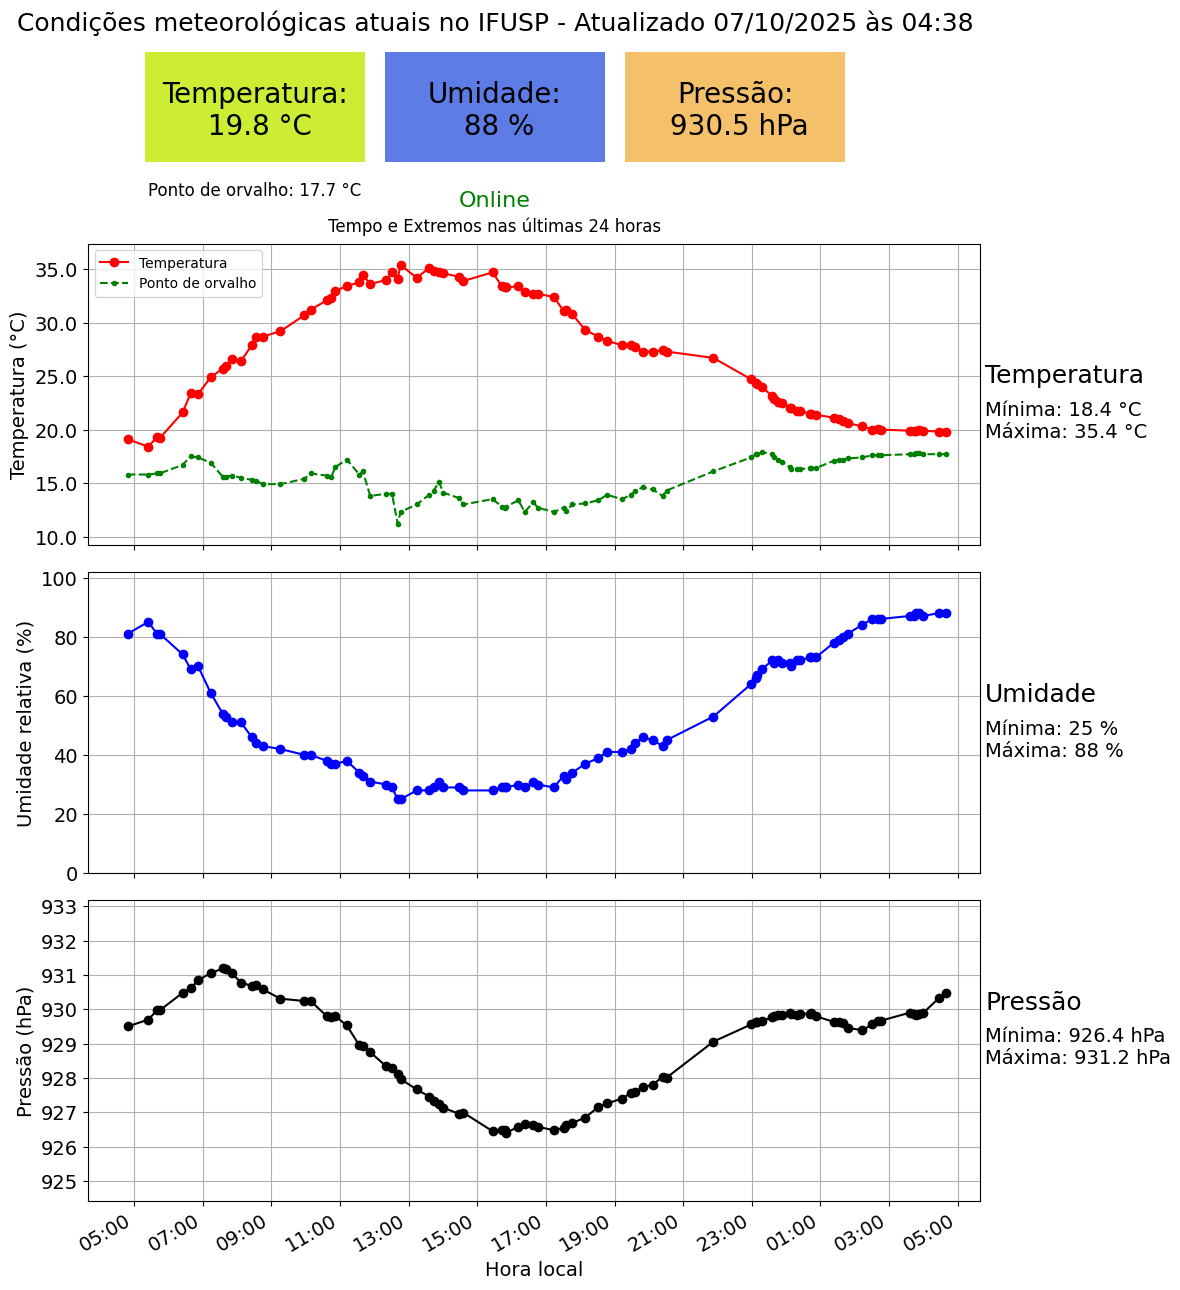 Condições meteorológicas atuais no IFUSP - Atualizado 07/10/2025 às 04:38
Temperatura:
19.8 °C
Umidade:
88 %
Pressão:
930.5 hPa
Ponto de orvalho: 17.7 °C
Online
Tempo e Extremos nas últimas 24 horas
Temperatura
Ponto de orvalho
Temperatura (°C)
35.0
30.0
25.0
20.0
15.0
10.0
Temperatura
Mínima: 18.4 °C
Máxima: 35.4 °C
Umidade relativa (%)
100
80
60
40
20
0
Umidade
Mínima: 25 %
Máxima: 88 %
Pressão (hPa)
933
932
931
930
929
928
927
926
925
Pressão
Mínima: 926.4 hPa
Máxima: 931.2 hPa
05:00 07:00 09:00 11:00 13:00 15:00 17:00 19:00 21:00 23:00 01:00 03:00 05:00
Hora local